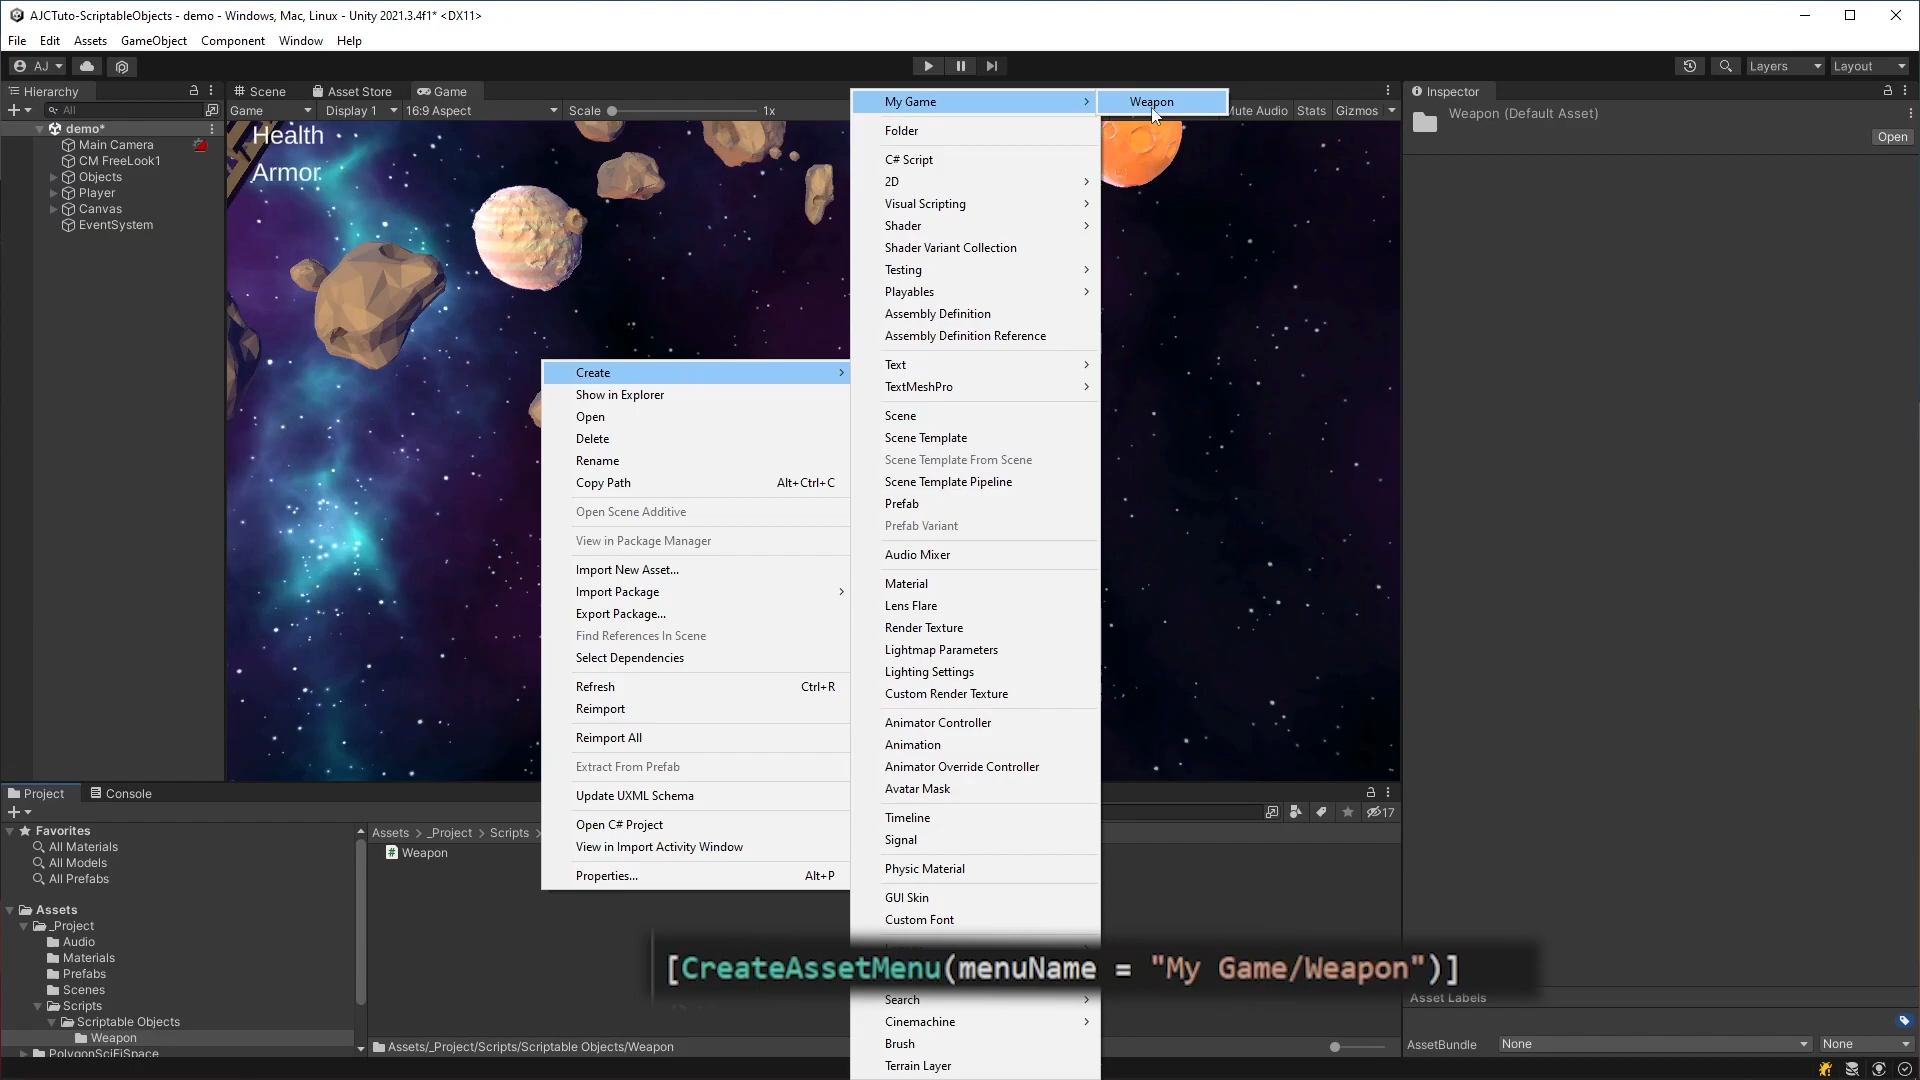 AJCTuto-ScriptableObjects - demo - Windows, Mac, Linux - Unity 2021.3.4f1* <DX11>
File Edit Assets GameObject Component Window Help
AJ
Layers
Layout
Hierarchy
All
demo*
Main Camera
CM FreeLook1
Objects
Player
Canvas
EventSystem
Scene
Asset Store
Game
Game
Display 1
16:9 Aspect
Scale
1x
Mute Audio
Stats
Gizmos
Health
Armor
Create
Show in Explorer
Open
Delete
Rename
Copy Path Alt+Ctrl+C
Open Scene Additive
View in Package Manager
Import New Asset...
Import Package
Export Package...
Find References In Scene
Select Dependencies
Refresh Ctrl+R
Reimport
Reimport All
Extract From Prefab
Update UXML Schema
Open C# Project
View in Import Activity Window
Properties... Alt+P
My Game
Folder
C# Script
2D
Visual Scripting
Shader
Shader Variant Collection
Testing
Playables
Assembly Definition
Assembly Definition Reference
Text
TextMeshPro
Scene
Scene Template
Scene Template From Scene
Scene Template Pipeline
Prefab
Prefab Variant
Audio Mixer
Material
Lens Flare
Render Texture
Lightmap Parameters
Lighting Settings
Custom Render Texture
Animator Controller
Animation
Animator Override Controller
Avatar Mask
Timeline
Signal
Physic Material
GUI Skin
Custom Font
[CreateAssetMenu(menuName = "My Game/Weapon")]
Search
Cinemachine
Brush
Terrain Layer
Weapon
Inspector
Weapon (Default Asset)
Open
Asset Labels
AssetBundle
None
None
Project
Console
17
Favorites
All Materials
All Models
All Prefabs
Assets
_Project
Audio
Materials
Prefabs
Scenes
Scripts
Scriptable Objects
Weapon
PolygonSciFiSpace
Assets > _Project > Scripts >
Weapon
Assets/_Project/Scripts/Scriptable Objects/Weapon